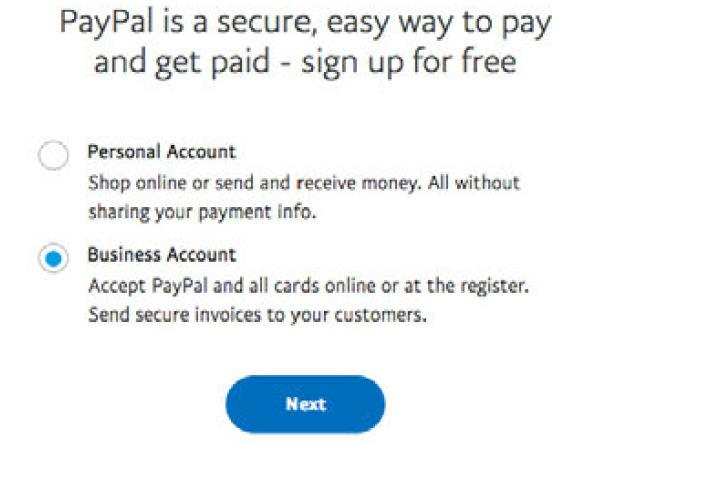 PayPal is a secure, easy way to pay
and get paid - sign up for free
Personal Account
Shop online or send and receive money. All without
sharing your payment info.
Business Account
Accept PayPal and all cards online or at the register.
Send secure invoices to your customers.
Next